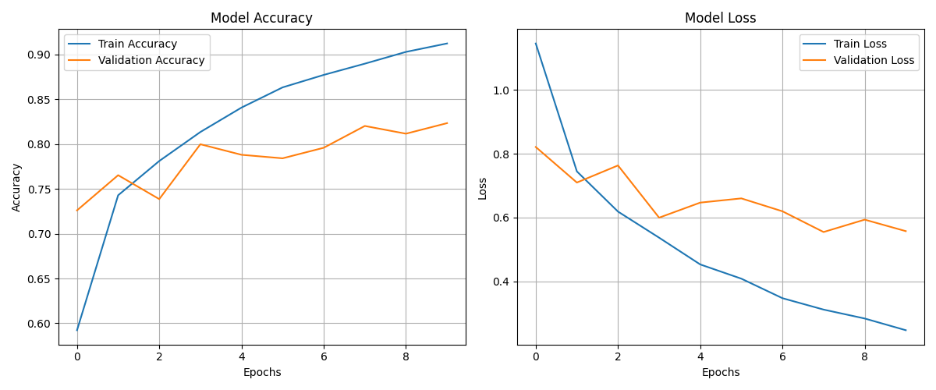 Model Accuracy
Train Accuracy
Validation Accuracy
0.90
0.85
0.80
0.75
0.70
0.65
0.60
Accuracy
0 2 4 6 8
Epochs
Model Loss
Train Loss
Validation Loss
1.0
0.8
0.6
0.4
Loss
0 2 4 6 8
Epochs